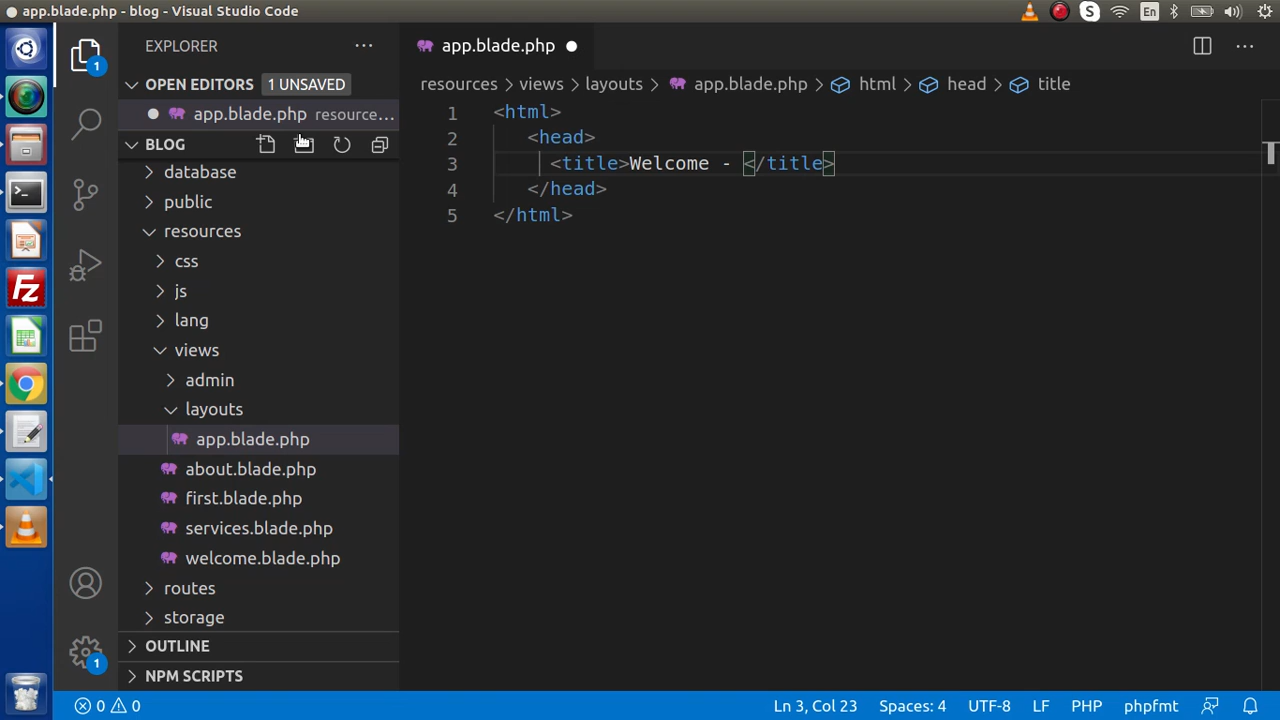 app.blade.php - blog - Visual Studio Code
En
EXPLORER
app.blade.php
OPEN EDITORS 1 UNSAVED
resources > views > layouts > app.blade.php > html > head > title
app.blade.php resource...
BLOG
1 <html>
2 <head>
3 <title>Welcome - </title>
4 </head>
5 </html>
database
public
resources
css
js
lang
views
admin
layouts
app.blade.php
about.blade.php
first.blade.php
services.blade.php
welcome.blade.php
routes
storage
OUTLINE
NPM SCRIPTS
1
1
Fz
S
0 0
Ln 3, Col 23
Spaces: 4
UTF-8
LF
PHP
phpfmt